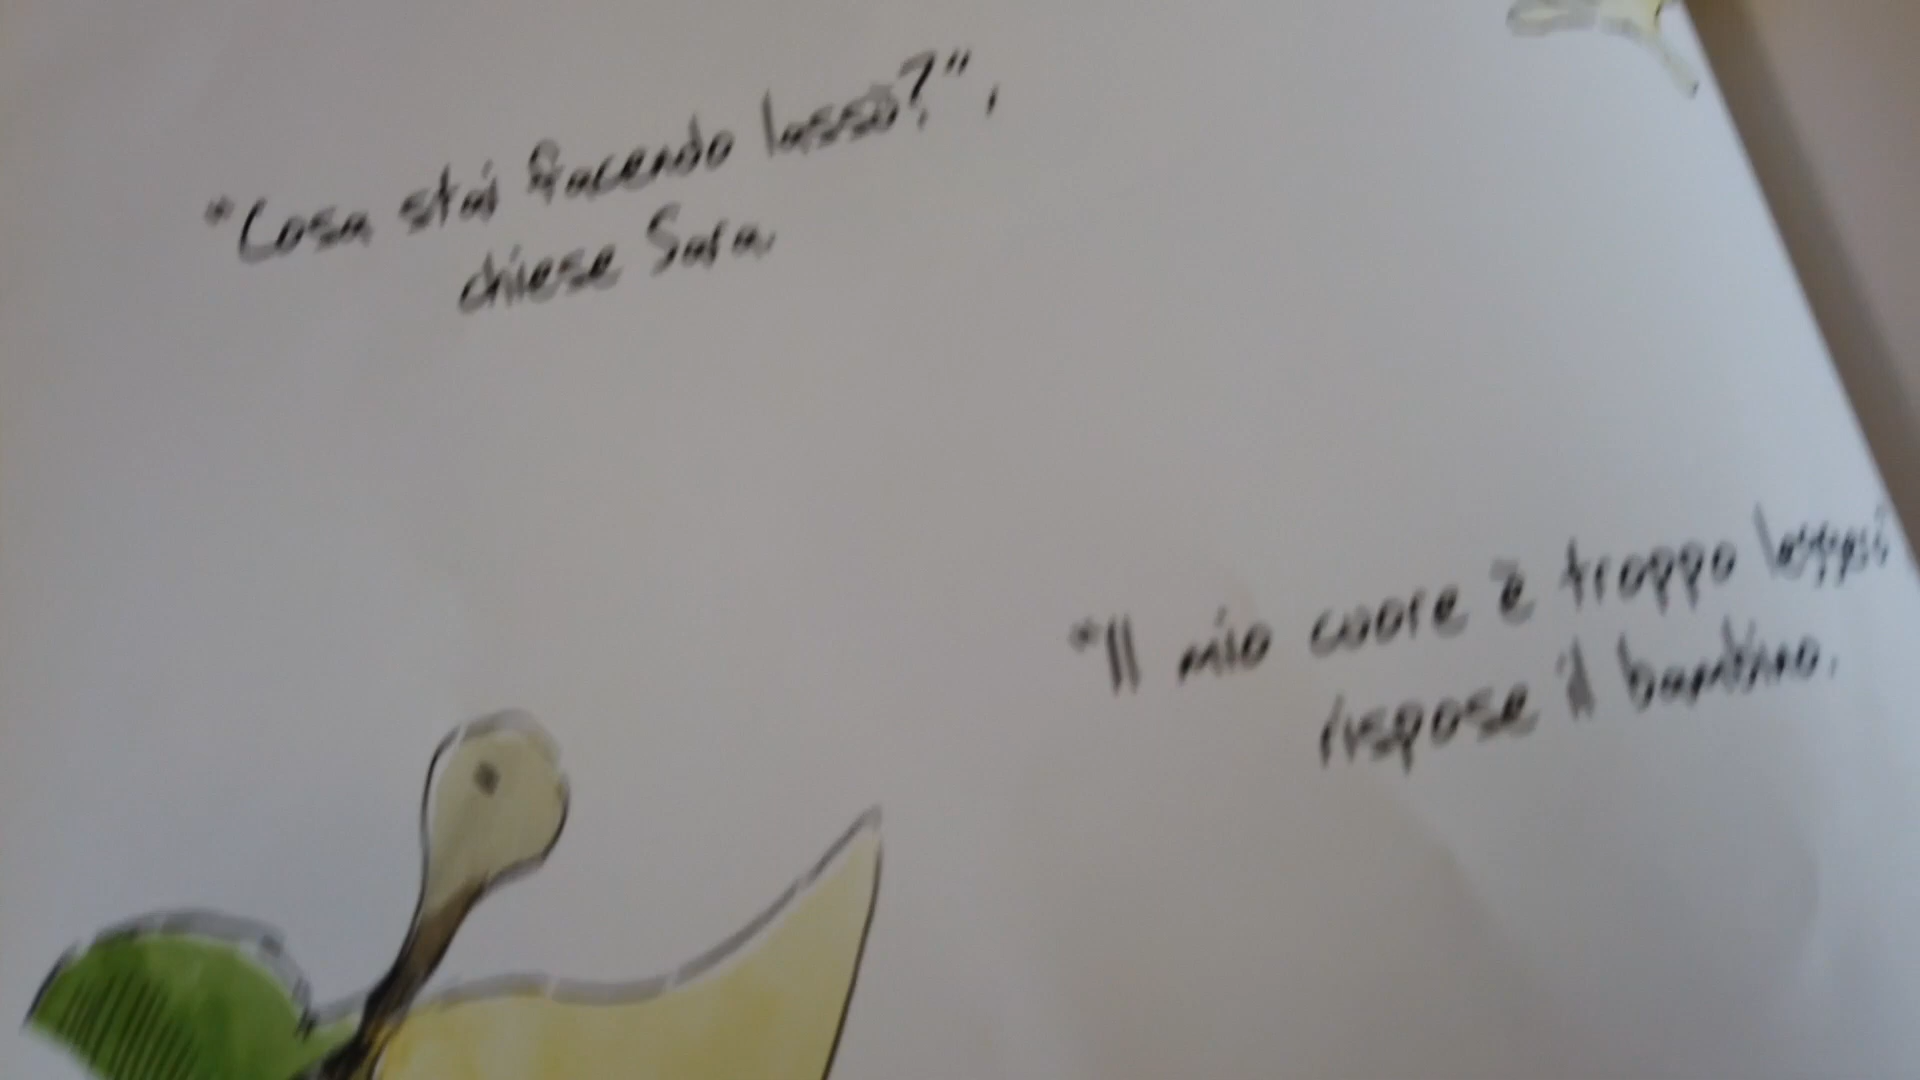 "Cosa stai facendo lassù?",
chiese Sara.
"Il mio cuore è troppo
rispose il bambino.